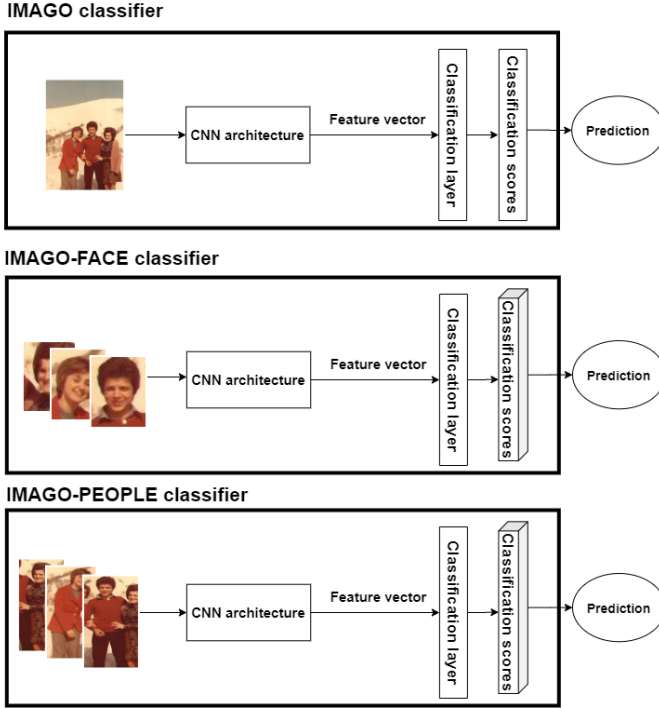 IMAGO classifier
CNN architecture
Feature vector
Classification layer
Classification scores
Prediction
IMAGO-FACE classifier
CNN architecture
Feature vector
Classification layer
Classification scores
Prediction
IMAGO-PEOPLE classifier
CNN architecture
Feature vector
Classification layer
Classification scores
Prediction